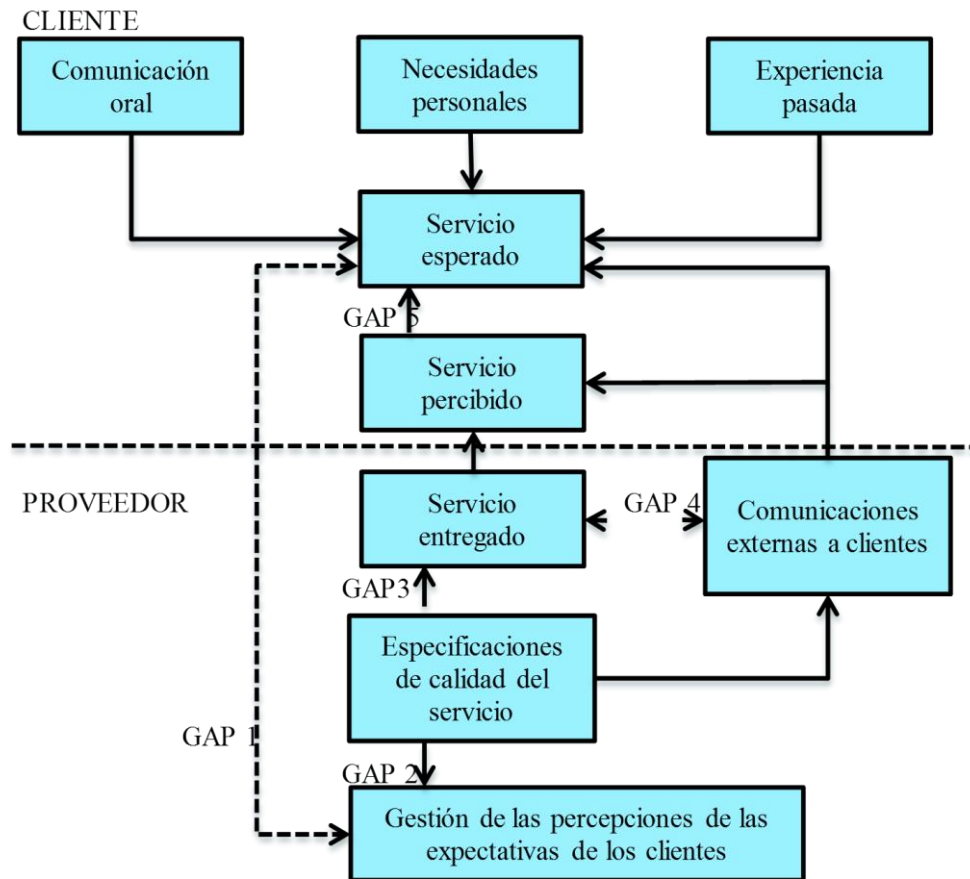 CLIENTE
Comunicación
oral
Necesidades
personales
Experiencia
pasada
Servicio
esperado
GAP 5
Servicio
percibido
PROVEEDOR
Servicio
entregado
GAP 4
Comunicaciones
externas a clientes
GAP3
Especificaciones
de calidad del
servicio
GAP 1
GAP 2
Gestión de las percepciones de las
expectativas de los clientes